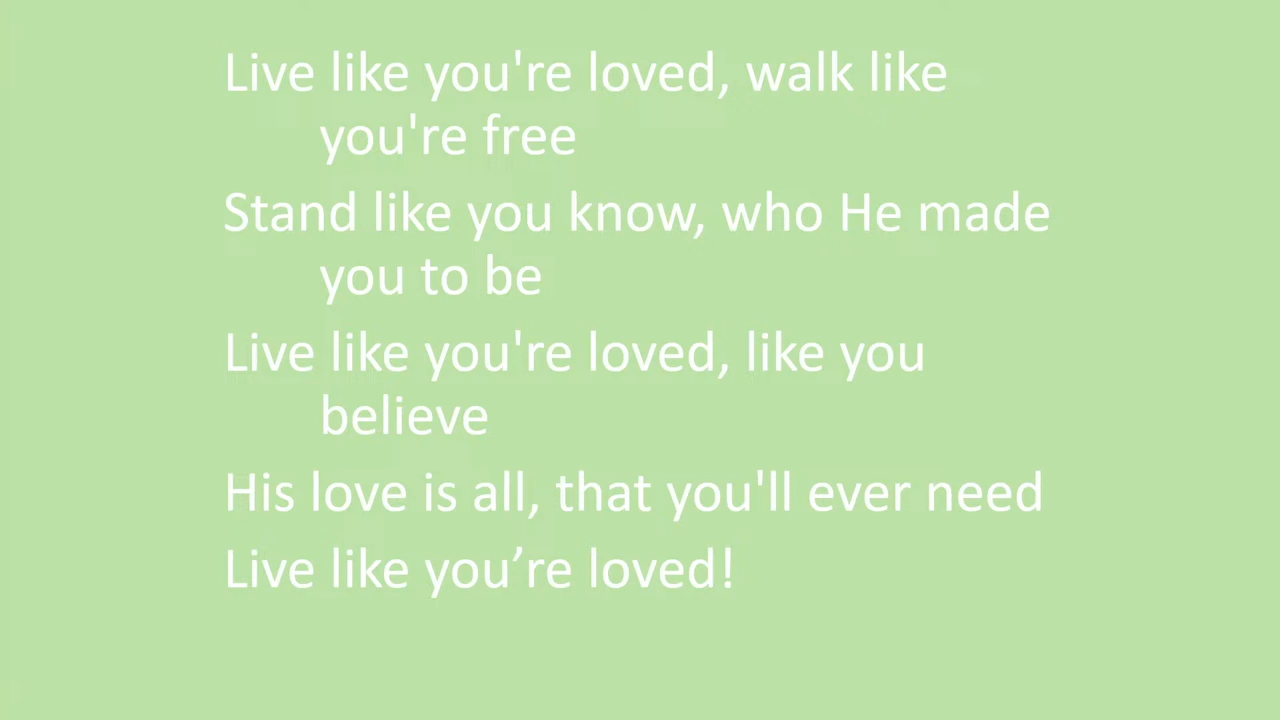 Live like you're loved, walk like
you're free
Stand like you know, who He made
you to be
Live like you're loved, like you
believe
His love is all, that you'll ever need
Live like you’re loved!